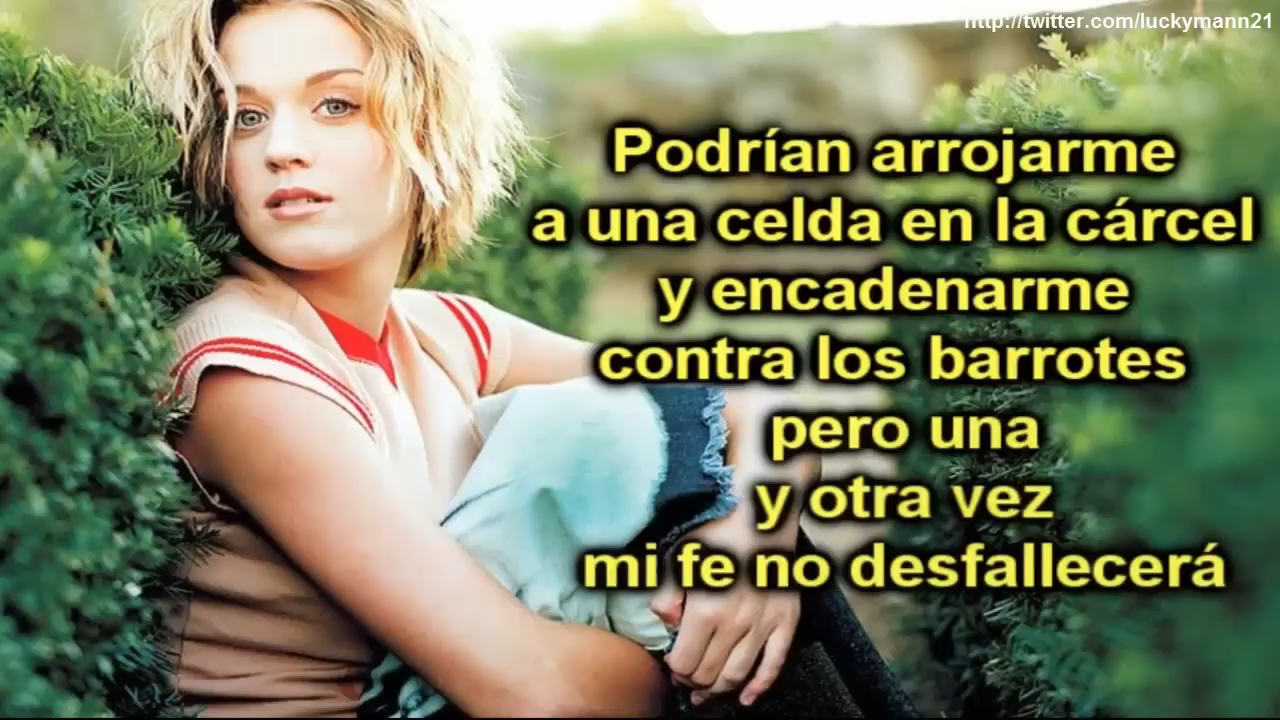 http://twitter.com/luckymann21
Podrían arrojarme
a una celda en la cárcel
y encadenarme
contra los barrotes
pero una
y otra vez
mi fe no desfallecerá